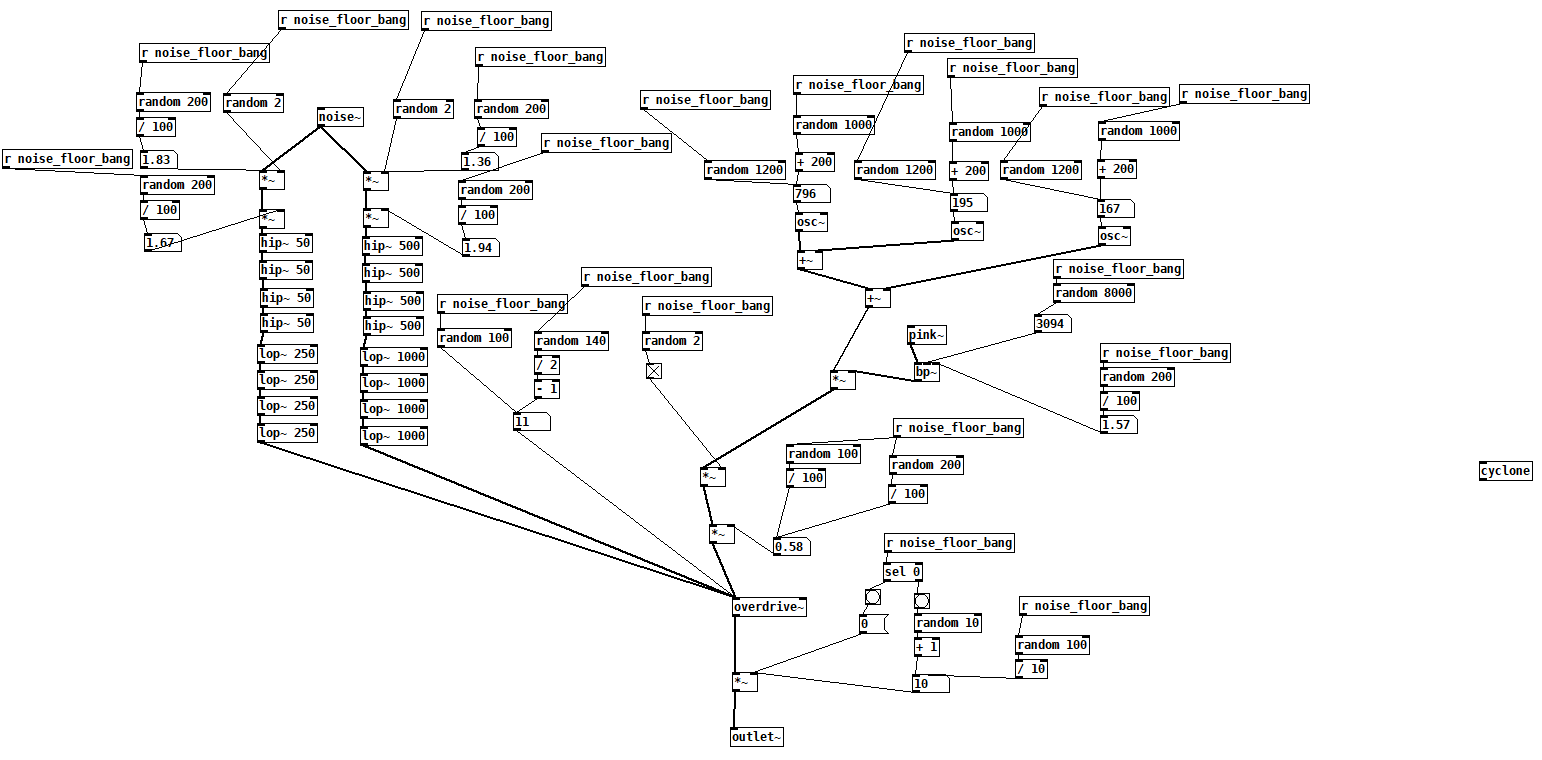 r noise_floor_bang
r noise_floor_bang
r noise_floor_bang
r noise_floor_bang
r noise_floor_bang
r noise_floor_bang
r noise_floor_bang
r noise_floor_bang
r noise_floor_bang
r noise_floor_bang
r noise_floor_bang
random 200
random 2
random 2
random 200
noise~
random 1000
random 1000
random 1000
/ 100
/ 100
r noise_floor_bang
r noise_floor_bang
1.83
1.36
+ 200
+ 200
+ 200
random 1200
random 1200
random 1200
*~
*~
random 200
random 200
796
195
167
/ 100
/ 100
*~
*~
osc~
osc~
osc~
1.67
hip~ 50
hip~ 500
1.94
+~
hip~ 50
hip~ 500
r noise_floor_bang
r noise_floor_bang
hip~ 50
hip~ 500
r noise_floor_bang
r noise_floor_bang
+~
random 8000
hip~ 50
hip~ 500
3094
random 100
random 140
random 2
pink~
lop~ 250
lop~ 1000
r noise_floor_bang
/ 2
bp~
lop~ 250
lop~ 1000
- 1
*~
random 200
lop~ 250
lop~ 1000
/ 100
11
1.57
lop~ 250
lop~ 1000
r noise_floor_bang
random 100
random 200
*~
/ 100
cyclone
/ 100
*~
0.58
r noise_floor_bang
sel 0
overdrive~
r noise_floor_bang
0
random 10
+ 1
random 100
/ 10
*~
10
outlet~